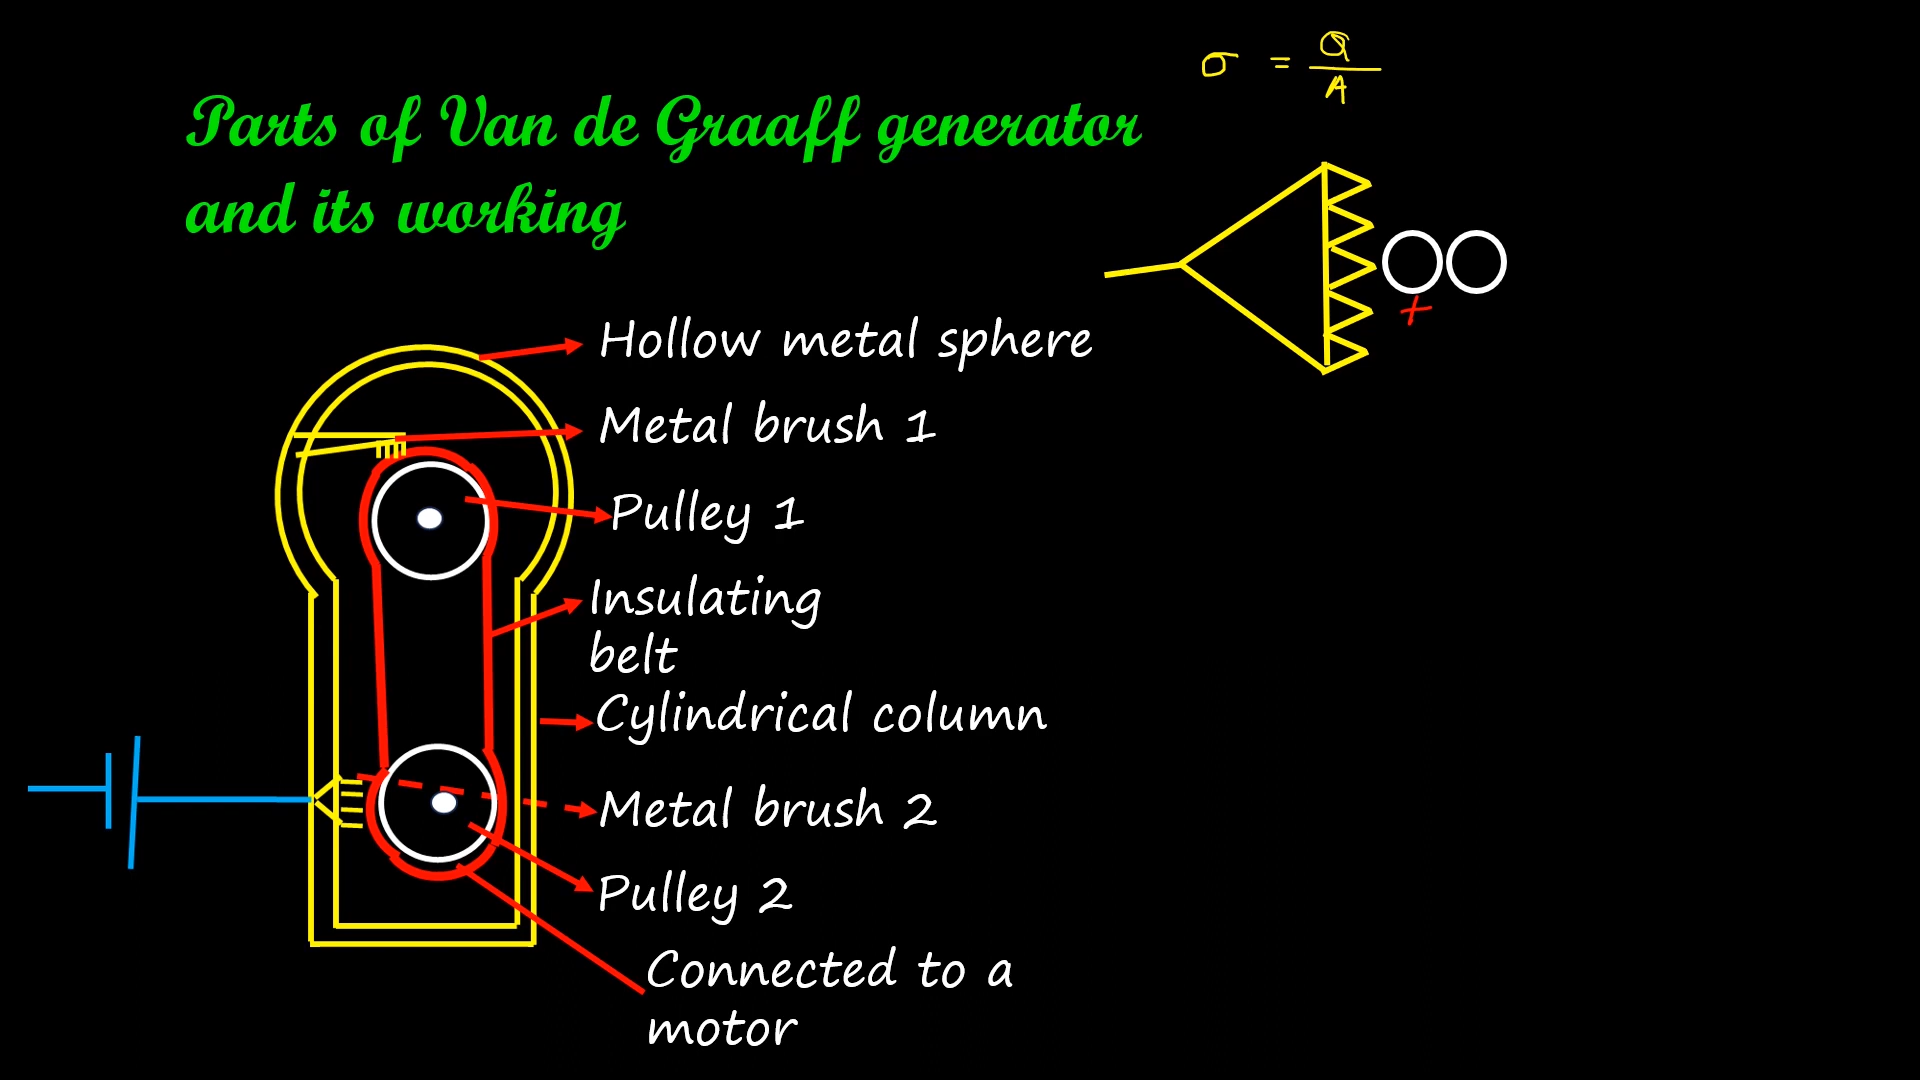 Parts of Van de Graaff generator
and its working
σ = Q/A
+
Hollow metal sphere
Metal brush 1
Pulley 1
Insulating
belt
Cylindrical column
Metal brush 2
Pulley 2
Connected to a
motor